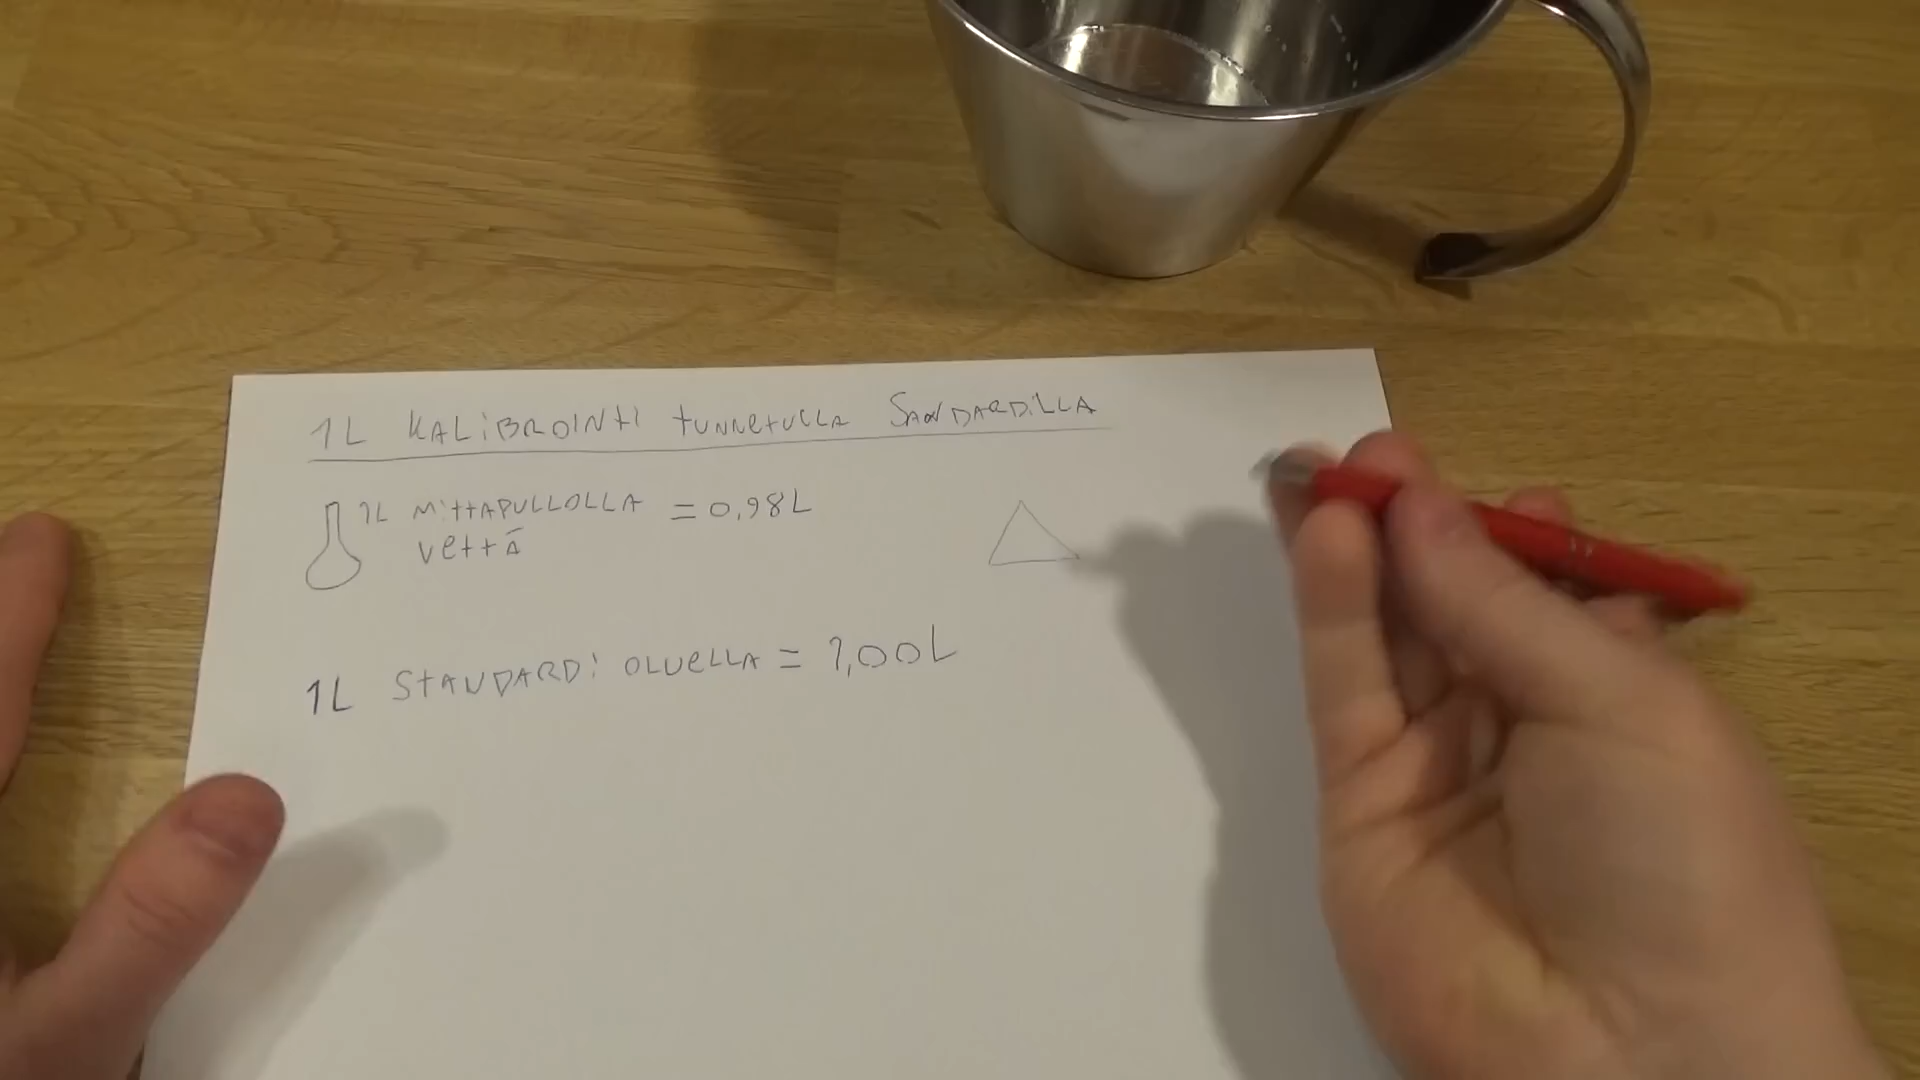 1L KALiBROINti tunnetulla SANDARDiLLA
1L MittAPULLOLLA = 0,98L
vettä
1L STANDARDi OLUELLA = 1,00L